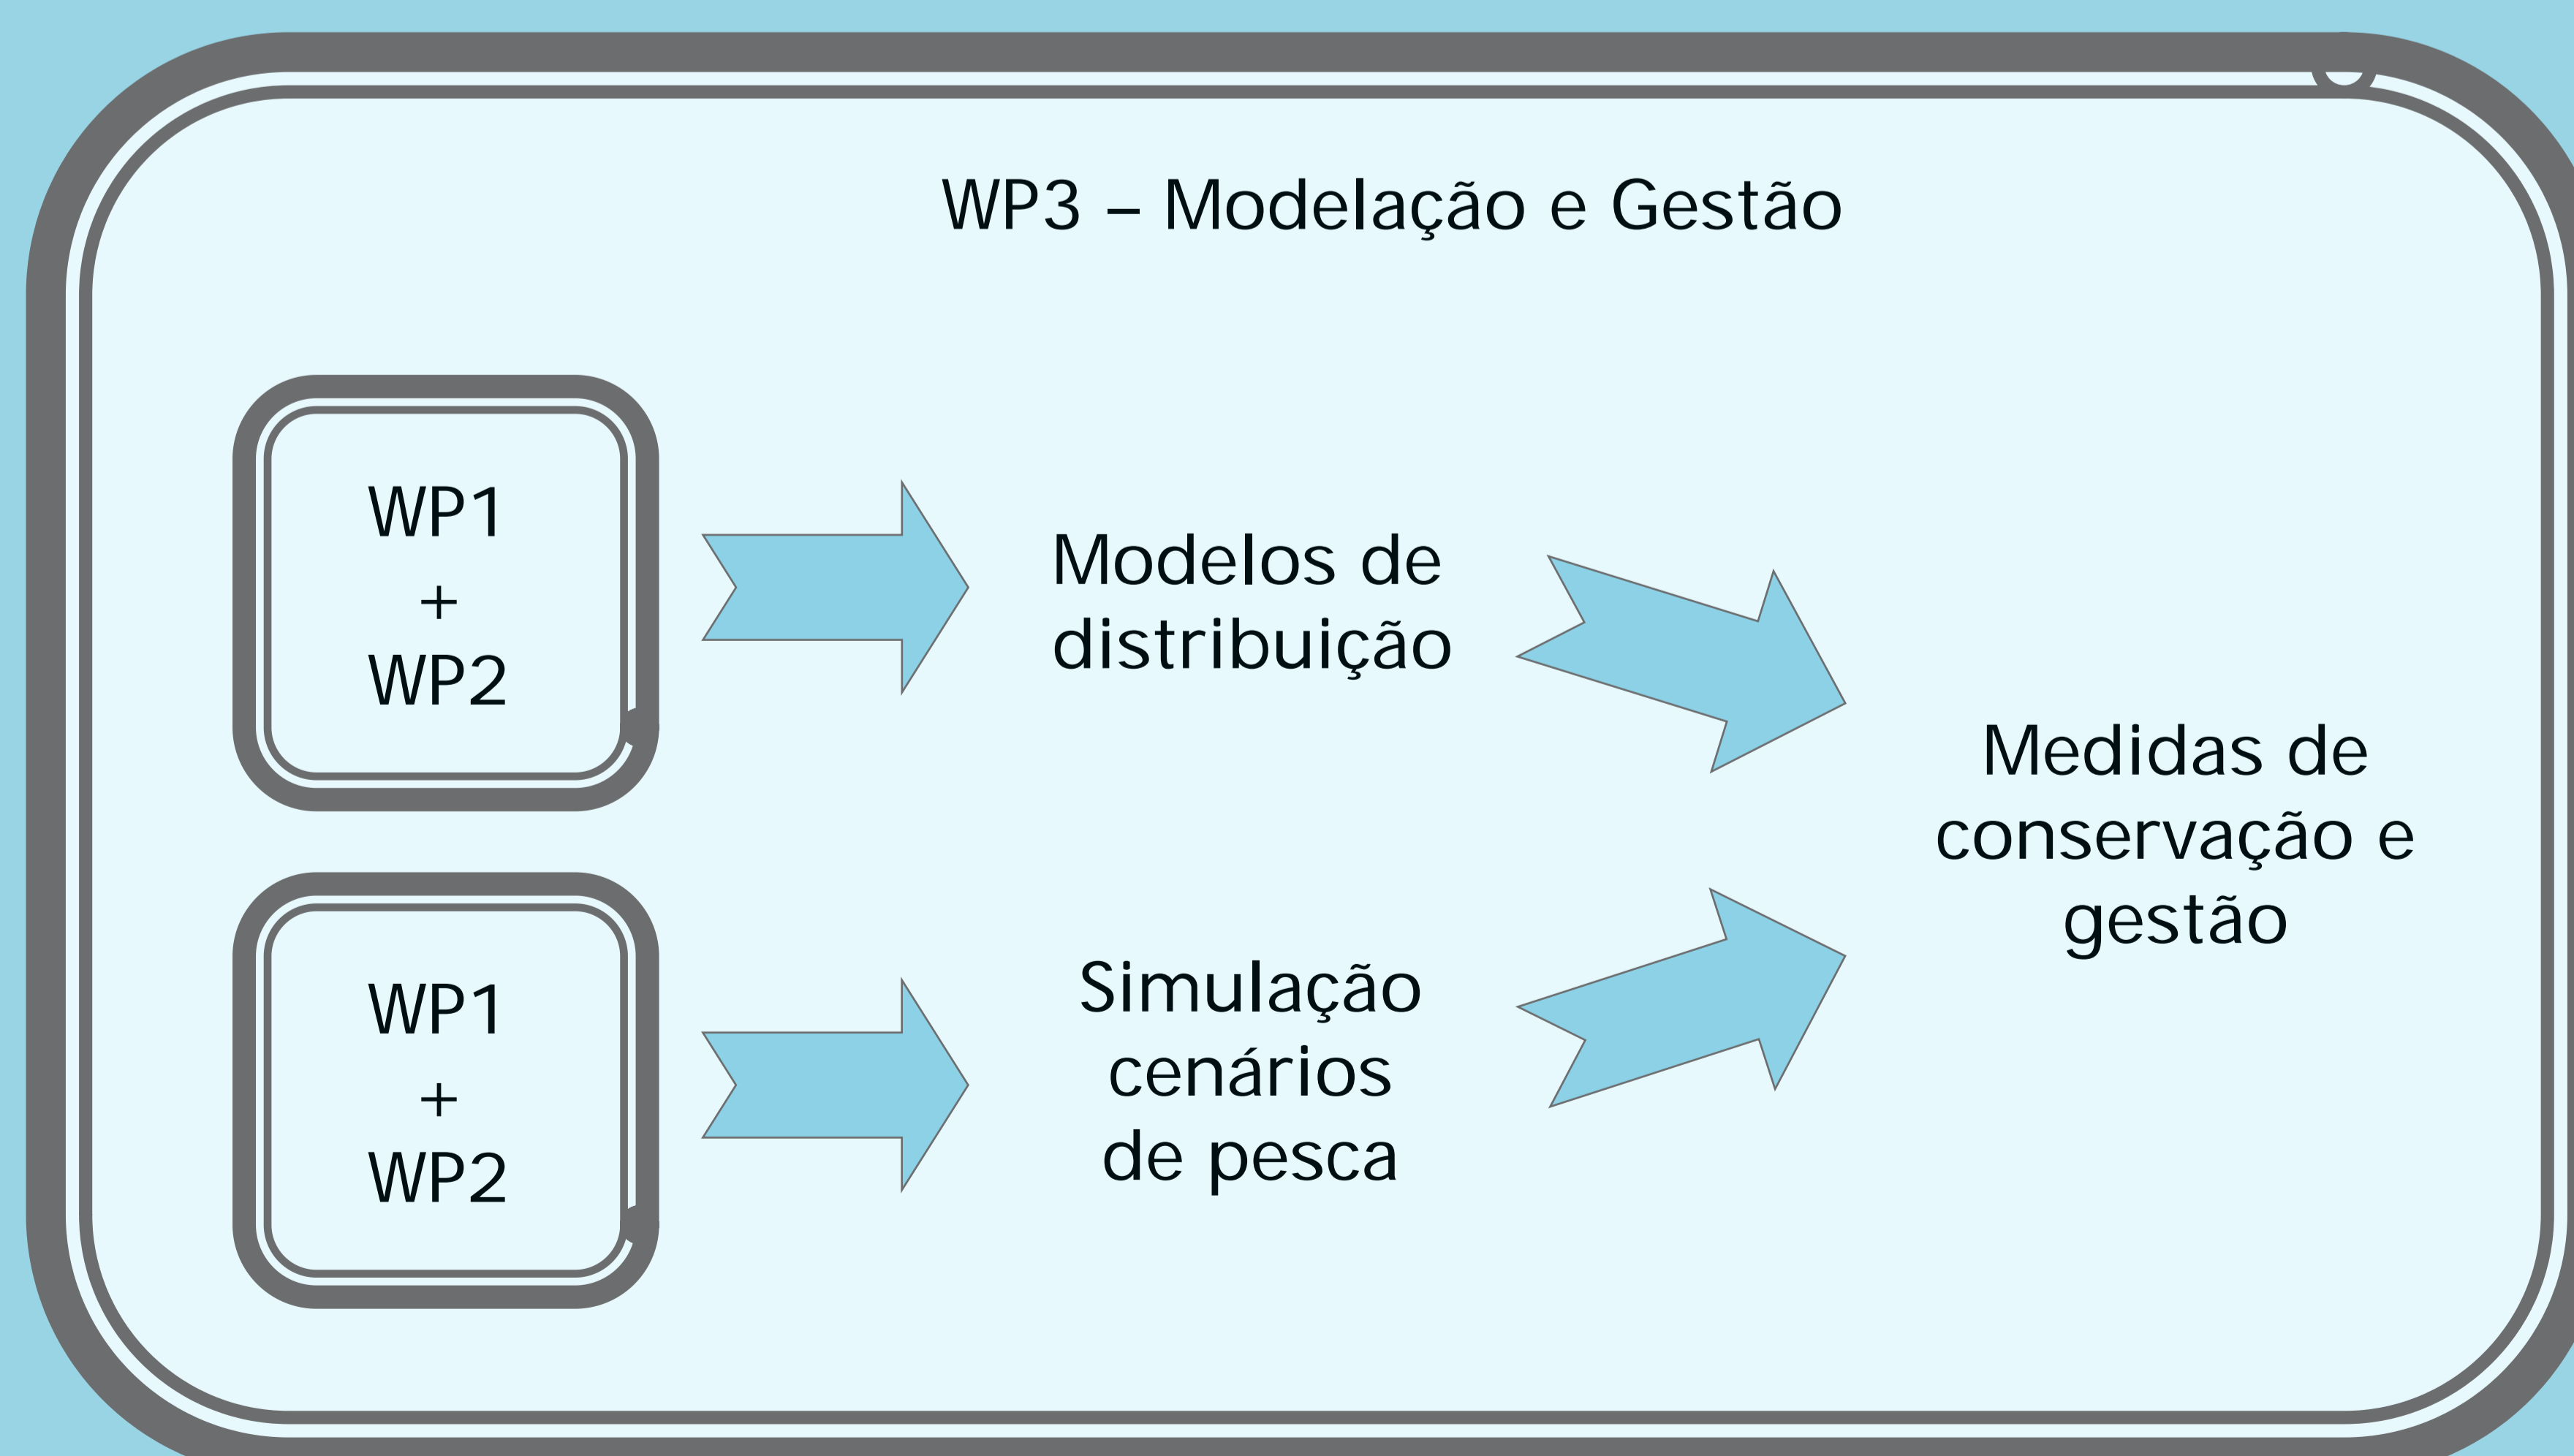 WP3 – Modelação e Gestão
WP1
+
WP2
Modelos de
distribuição
WP1
+
WP2
Simulação
cenários
de pesca
Medidas de
conservação e
gestão